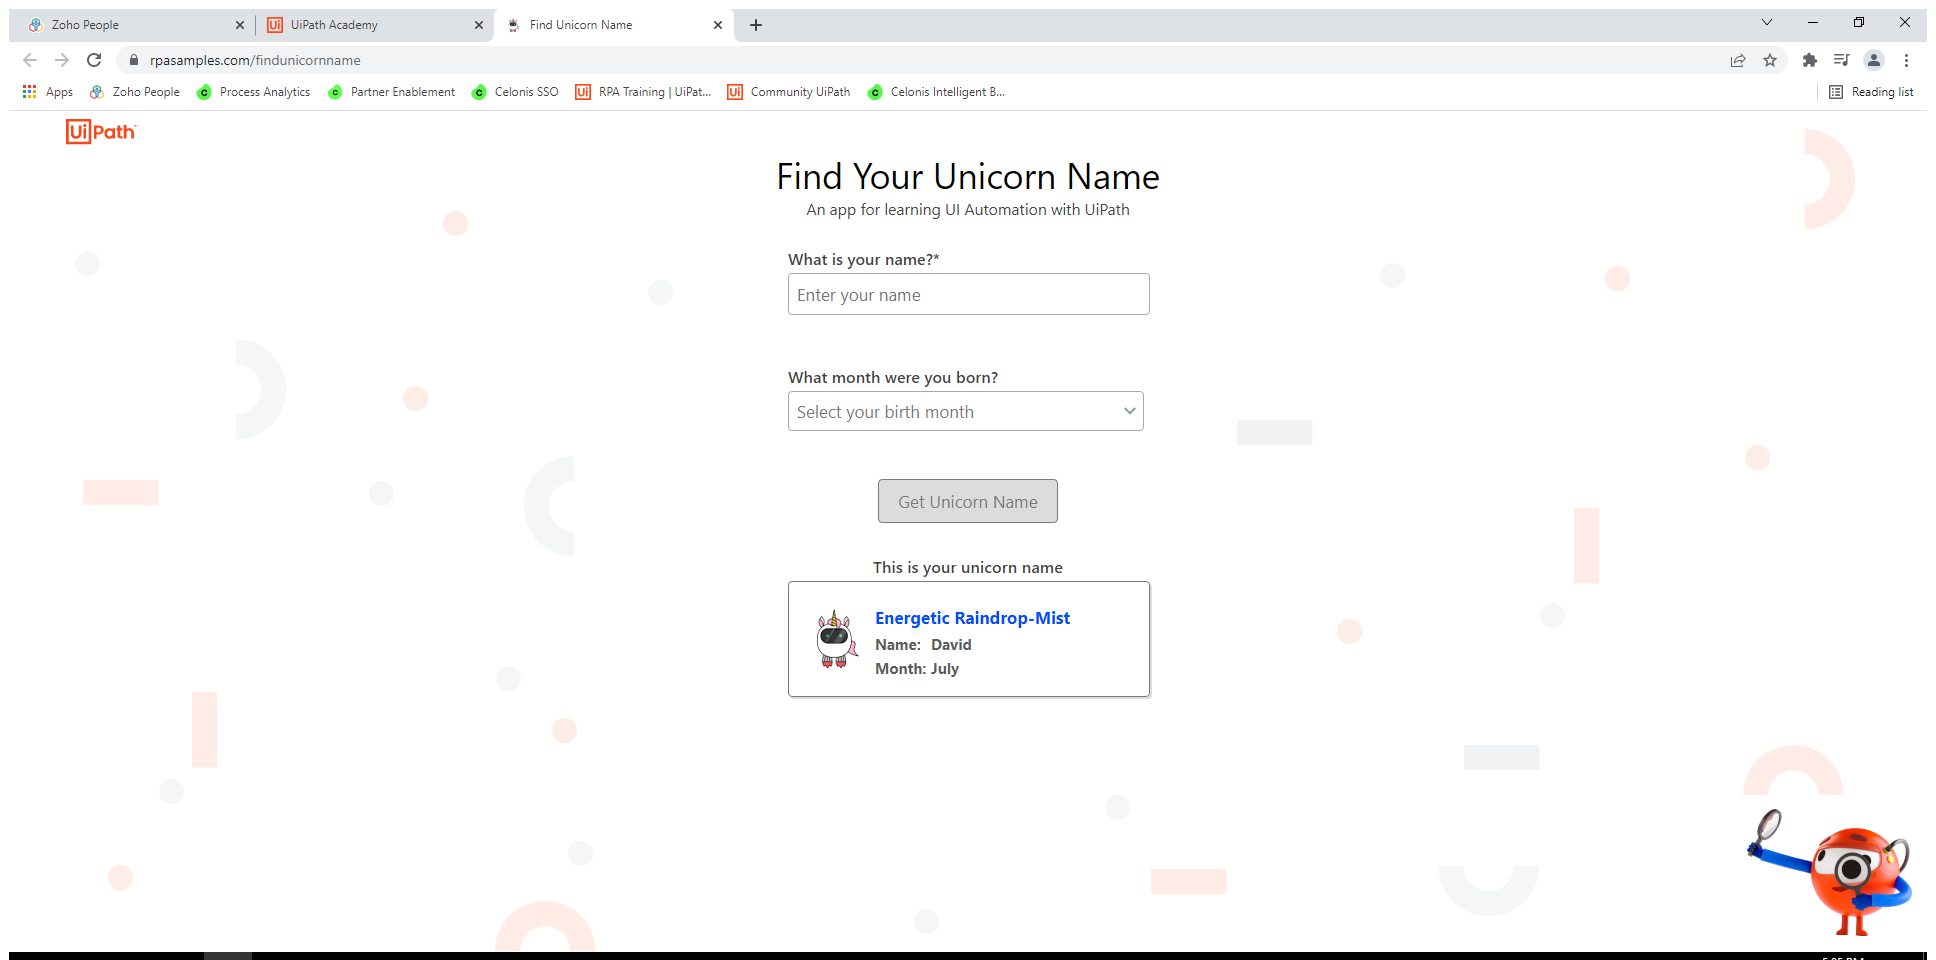 Zoho People
UiPath Academy
Find Unicorn Name
rpasamples.com/findunicornname
Apps
Zoho People
Process Analytics
Partner Enablement
Celonis SSO
RPA Training | UiPat...
Community UiPath
Celonis Intelligent B...
Reading list
UiPath
Find Your Unicorn Name
An app for learning UI Automation with UiPath
What is your name?*
Enter your name
What month were you born?
Select your birth month
Get Unicorn Name
This is your unicorn name
Energetic Raindrop-Mist
Name: David
Month: July